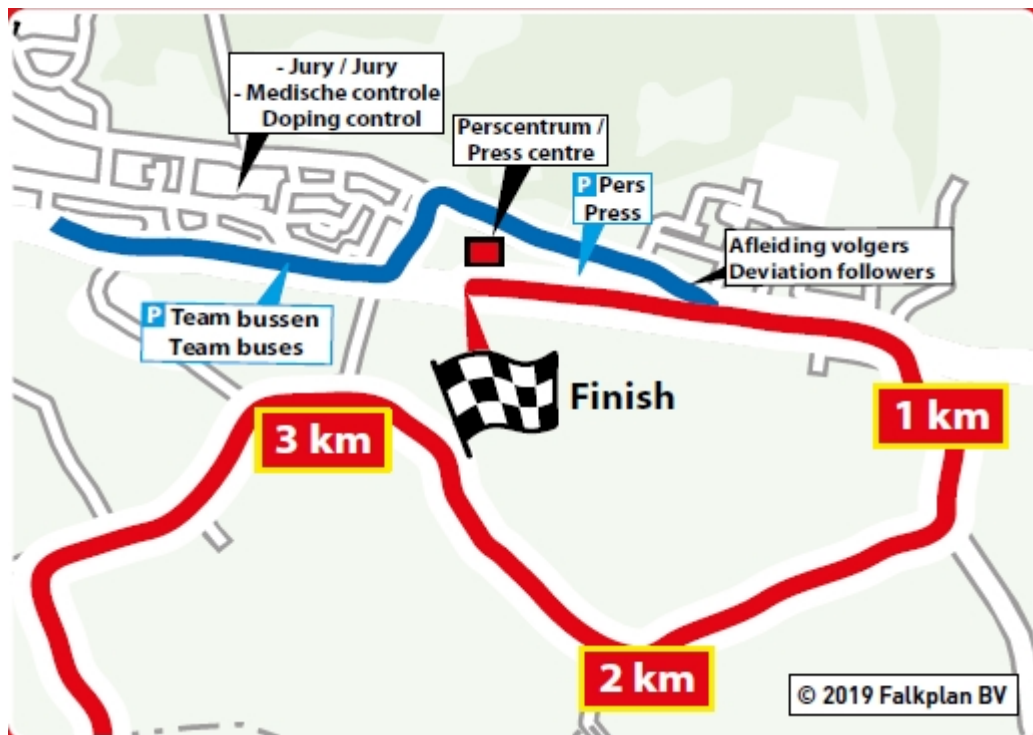 - Jury / Jury
- Medische controle
Doping control
Perscentrum /
Press centre
P Pers
Press
Afleiding volgers
Deviation followers
P Team bussen
Team buses
Finish
1 km
3 km
2 km
© 2019 Falkplan BV